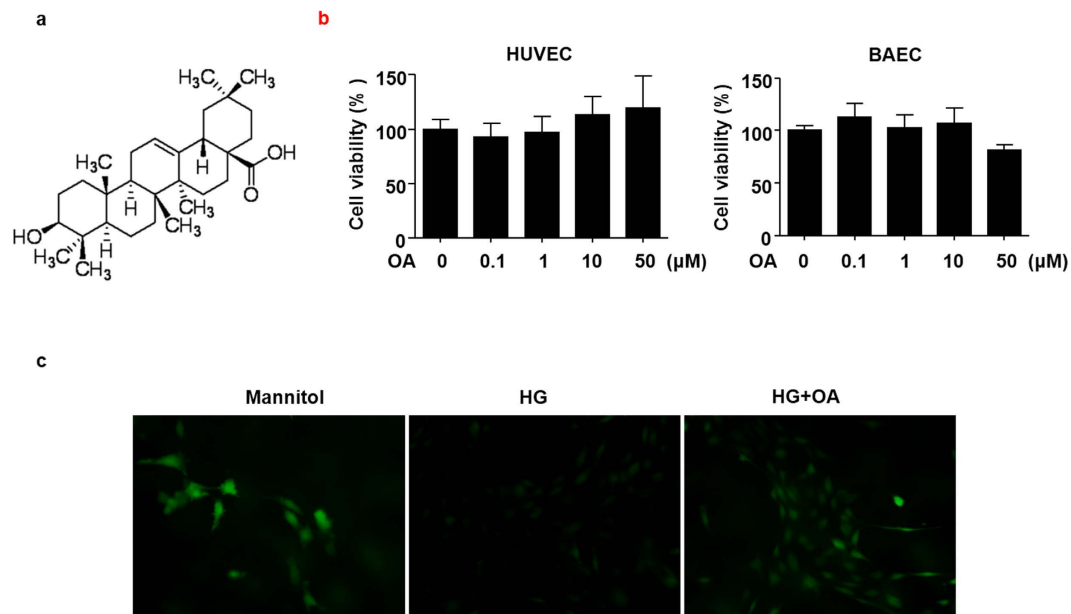 a
H₃C CH₃
H₃C
H
OH
O
H
CH₃
CH₃
HO
H₃C
H
CH₃
b
HUVEC
Cell viability (% )
150
100
50
0
OA 0 0.1 1 10 50 (µM)
BAEC
Cell viability (% )
150
100
50
0
OA 0 0.1 1 10 50 (µM)
c
Mannitol HG HG+OA